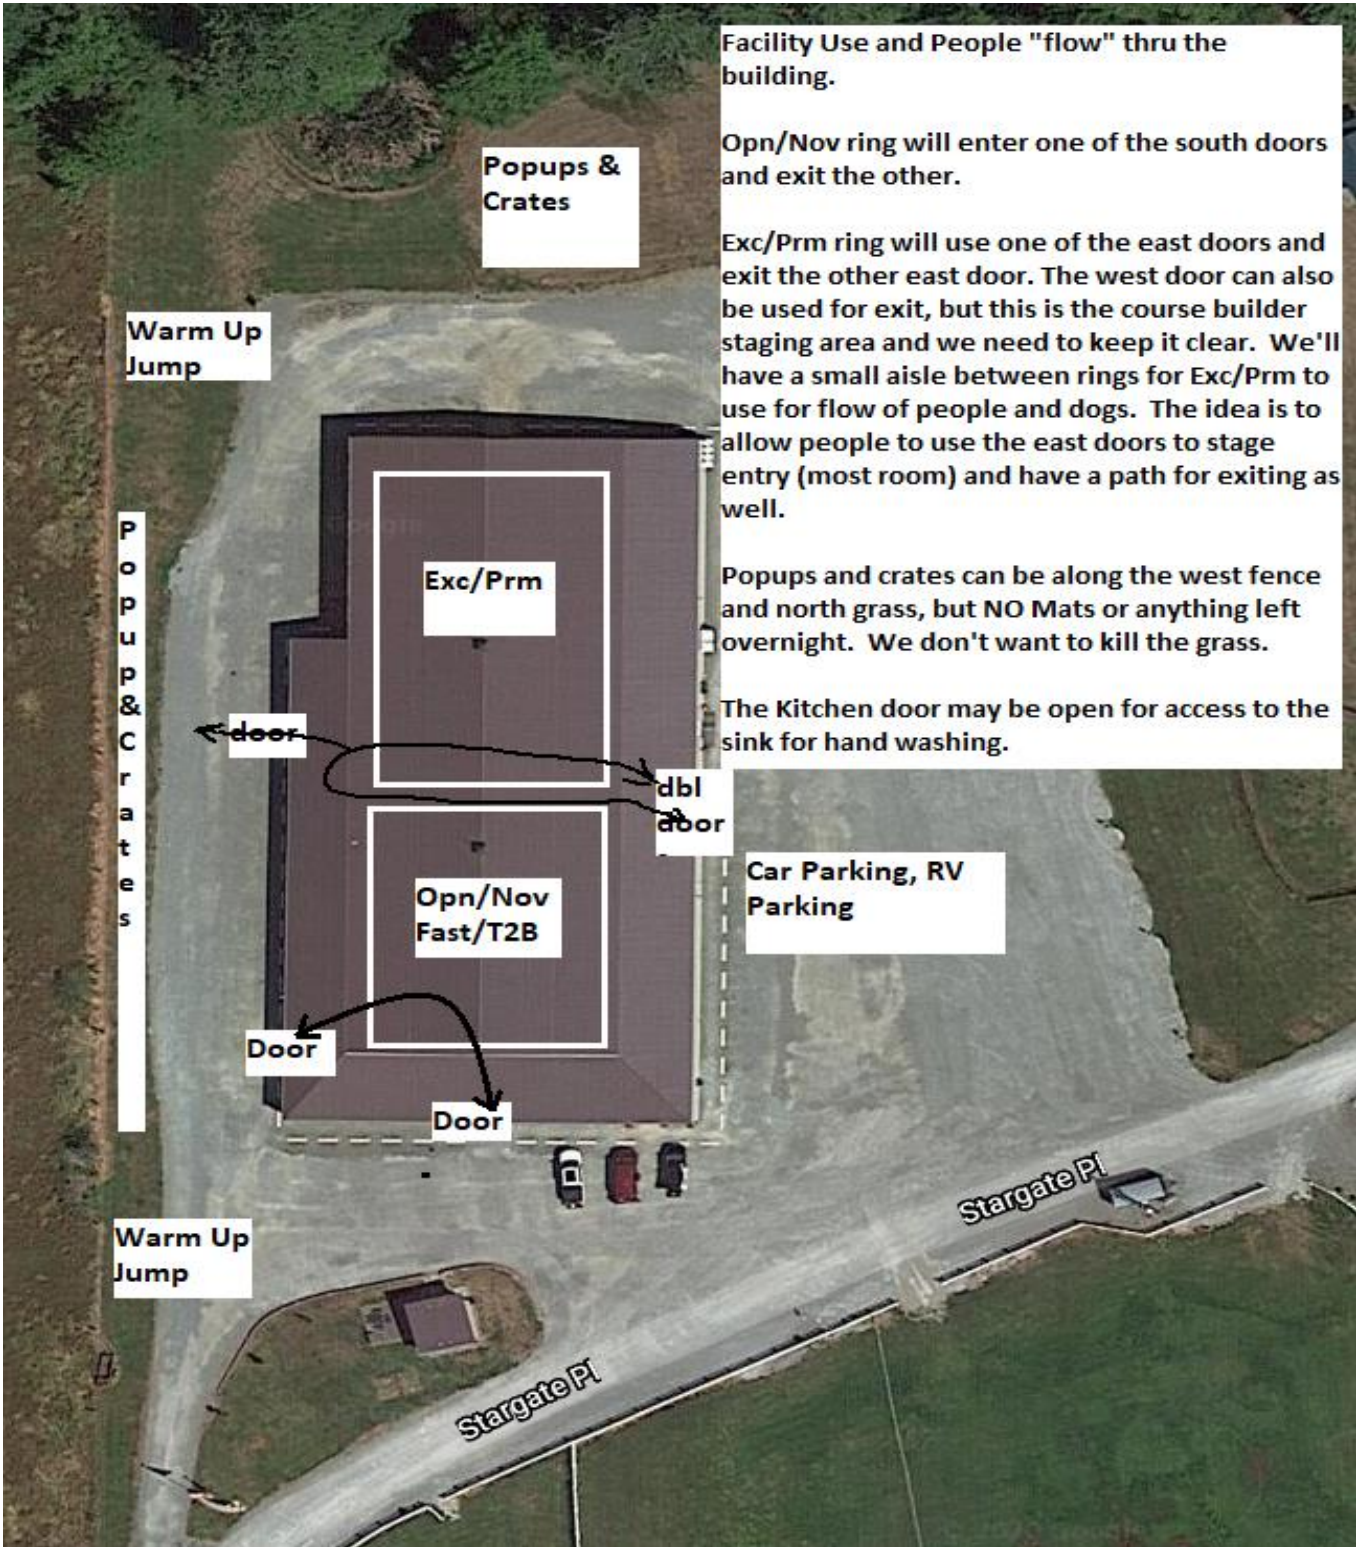 Facility Use and People "flow" thru the
building.
Opn/Nov ring will enter one of the south doors
and exit the other.
Exc/Prm ring will use one of the east doors and
exit the other east door. The west door can also
be used for exit, but this is the course builder
staging area and we need to keep it clear. We'll
have a small aisle between rings for Exc/Prm to
use for flow of people and dogs. The idea is to
allow people to use the east doors to stage
entry (most room) and have a path for exiting as
well.
Popups and crates can be along the west fence
and north grass, but NO Mats or anything left
overnight. We don't want to kill the grass.
The Kitchen door may be open for access to the
sink for hand washing.
Popups &
Crates
Warm Up
Jump
Popup&Crates
Exc/Prm
door
dbl
door
Opn/Nov
Fast/T2B
Car Parking, RV
Parking
Door
Door
Stargate Pl
Warm Up
Jump
Stargate Pl